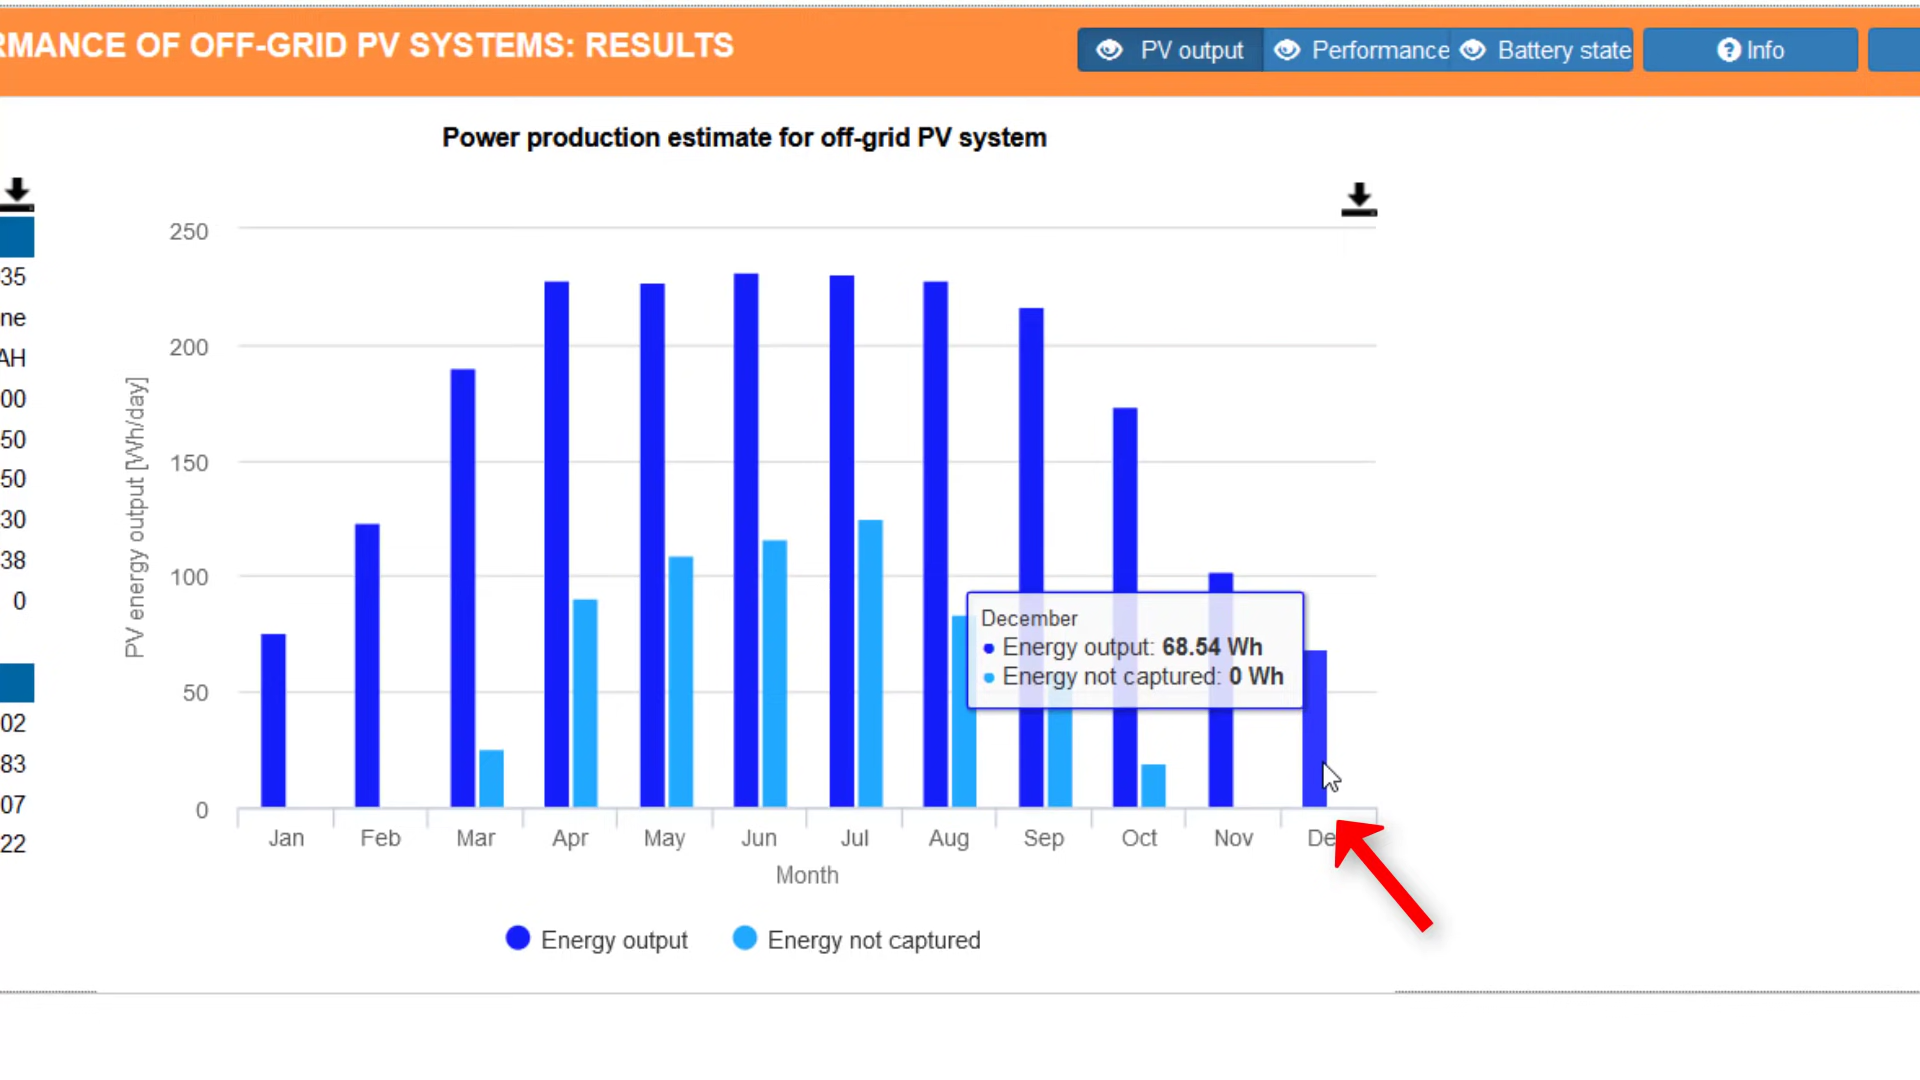 RMANCE OF OFF-GRID PV SYSTEMS: RESULTS
PV output
Performance
Battery state
Info
35
ne
AH
00
50
50
30
38
0
02
83
07
22
Power production estimate for off-grid PV system
PV energy output [Wh/day]
250
200
150
100
50
0
December
Energy output: 68.54 Wh
Energy not captured: 0 Wh
Jan Feb Mar Apr May Jun Jul Aug Sep Oct Nov De
Month
Energy output Energy not captured